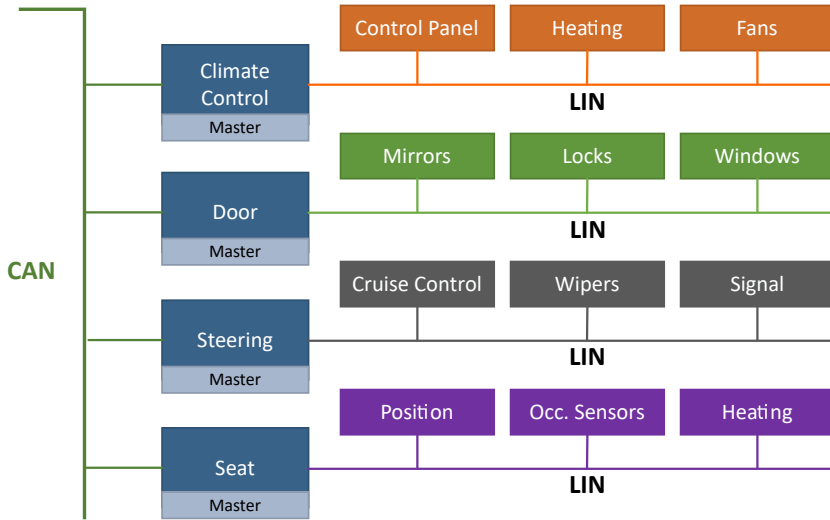 Control Panel
Heating
Fans
Climate
Control
Master
LIN
Mirrors
Locks
Windows
Door
Master
LIN
CAN
Cruise Control
Wipers
Signal
Steering
Master
LIN
Position
Occ. Sensors
Heating
Seat
Master
LIN